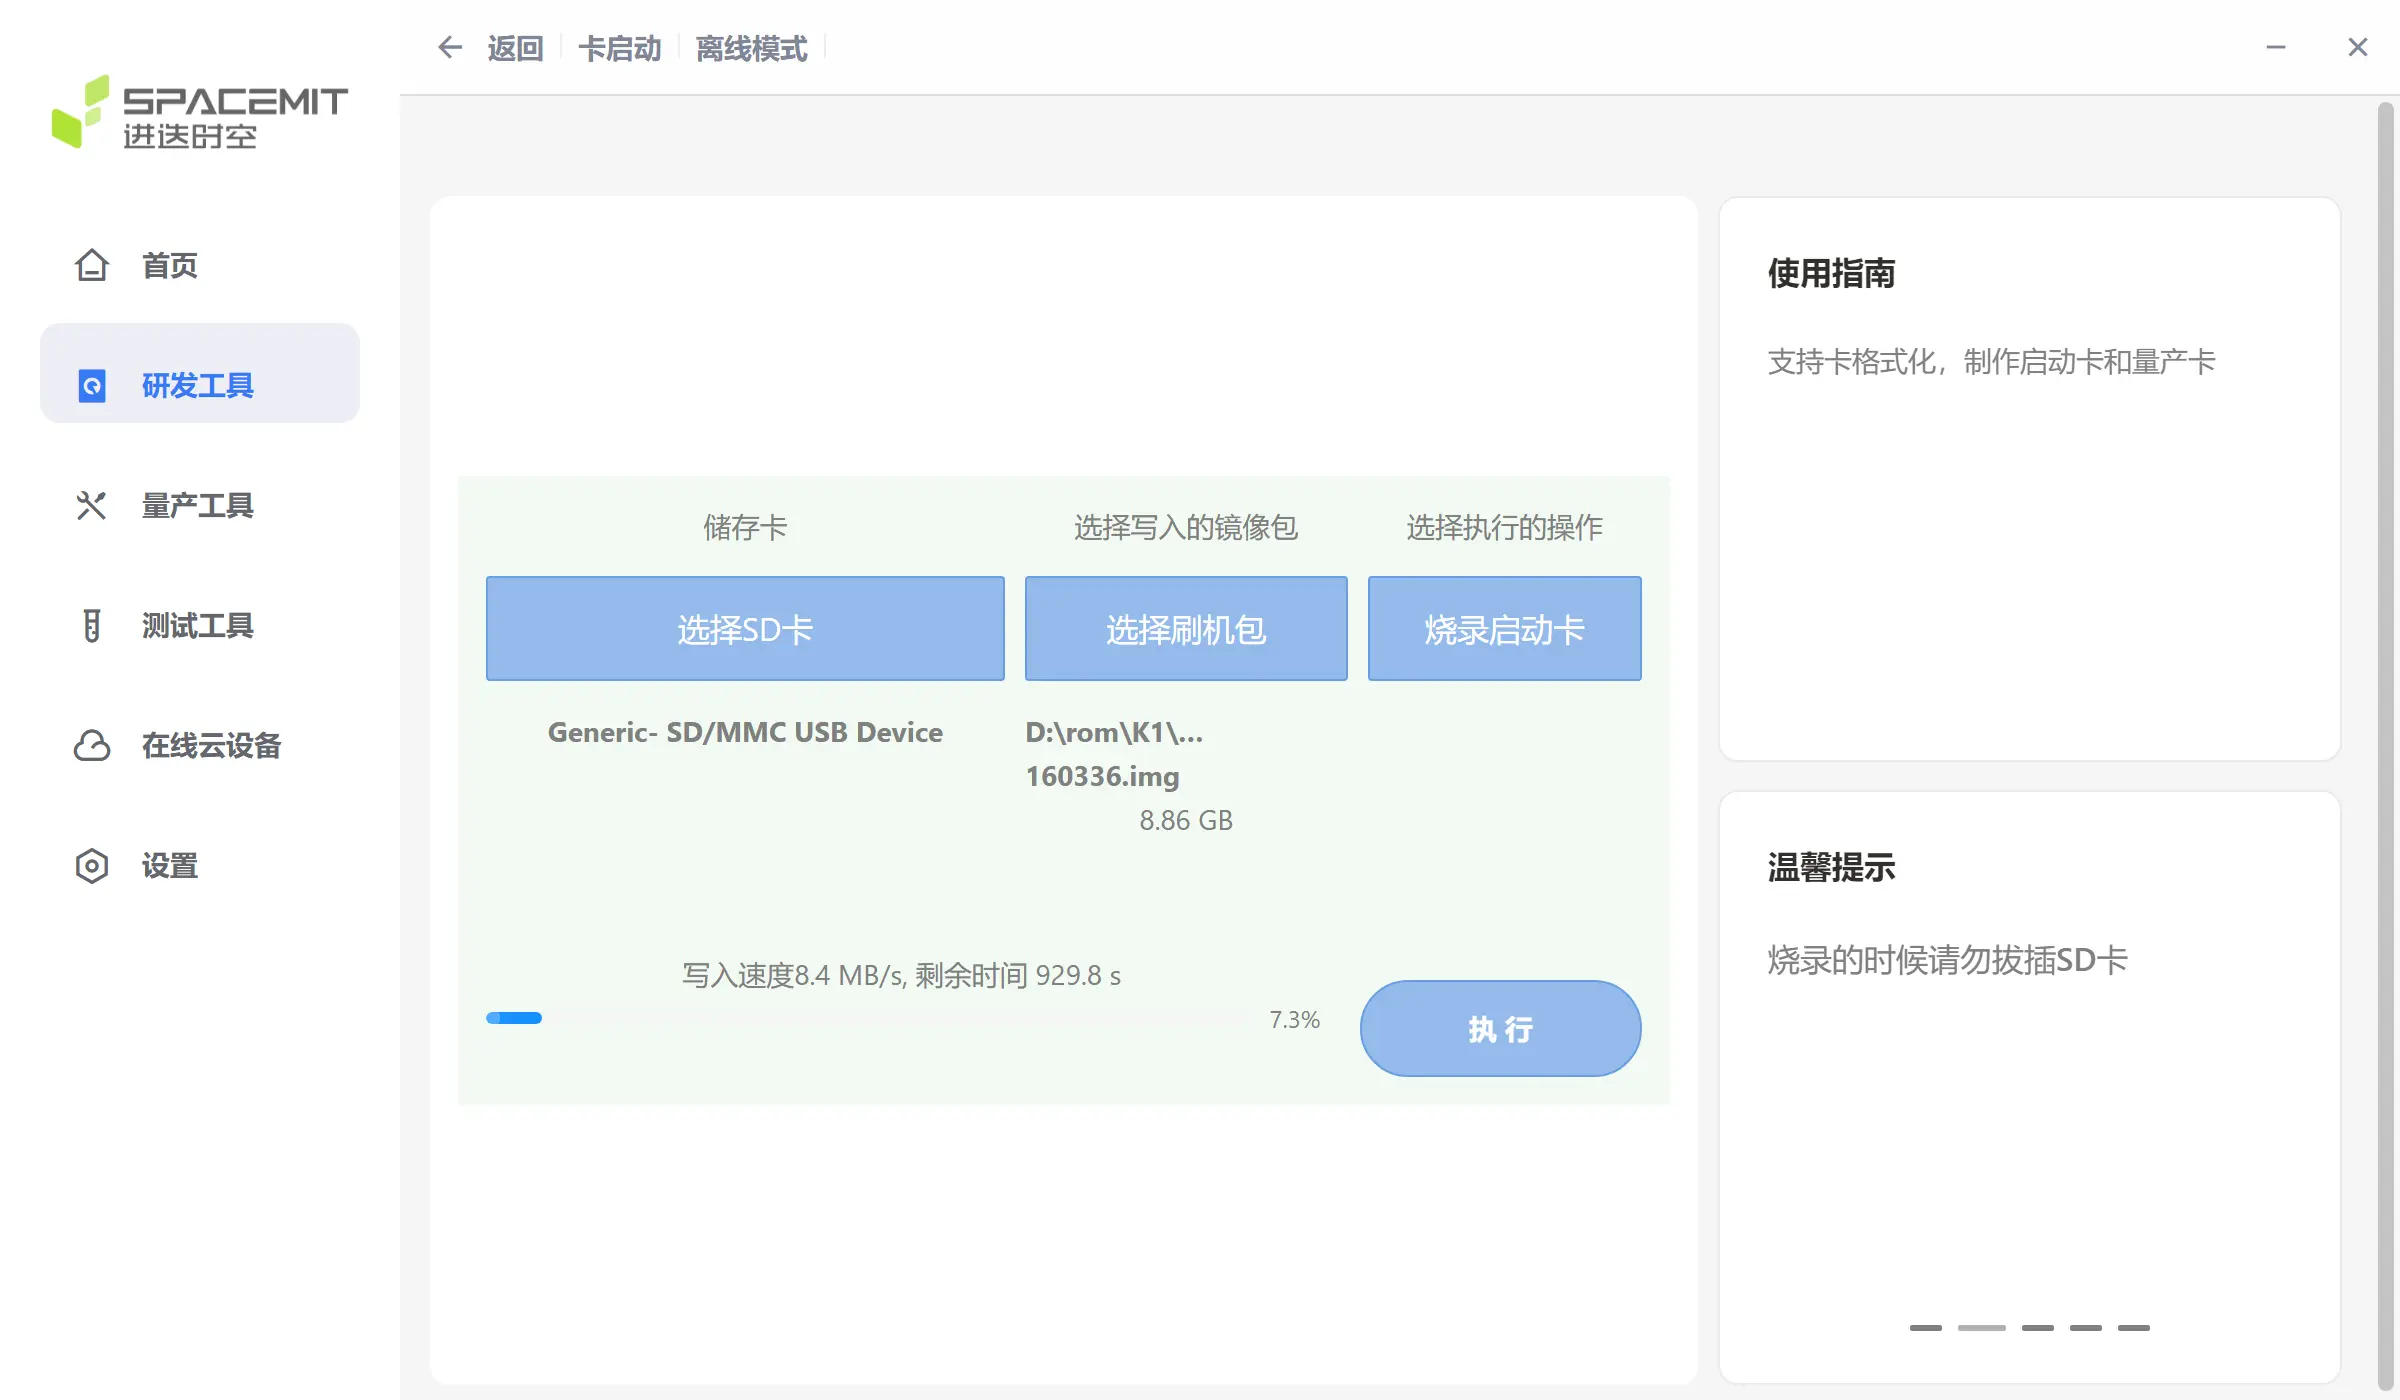 返回
卡启动
离线模式
SPACEMIT
进迭时空
首页
研发工具
量产工具
测试工具
在线云设备
设置
储存卡
选择SD卡
Generic- SD/MMC USB Device
选择写入的镜像包
选择刷机包
D:\rom\K1\...
160336.img
8.86 GB
选择执行的操作
烧录启动卡
写入速度8.4 MB/s, 剩余时间 929.8 s
7.3%
执 行
使用指南
支持卡格式化，制作启动卡和量产卡
温馨提示
烧录的时候请勿拔插SD卡